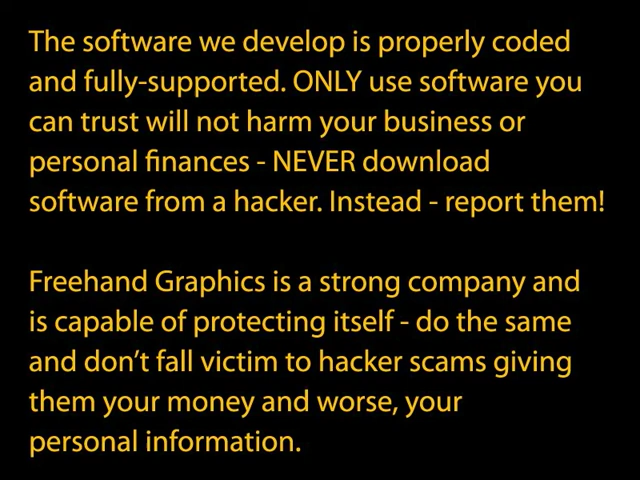 The software we develop is properly coded
and fully-supported. ONLY use software you
can trust will not harm your business or
personal finances - NEVER download
software from a hacker. Instead - report them!
Freehand Graphics is a strong company and
is capable of protecting itself - do the same
and don’t fall victim to hacker scams giving
them your money and worse, your
personal information.